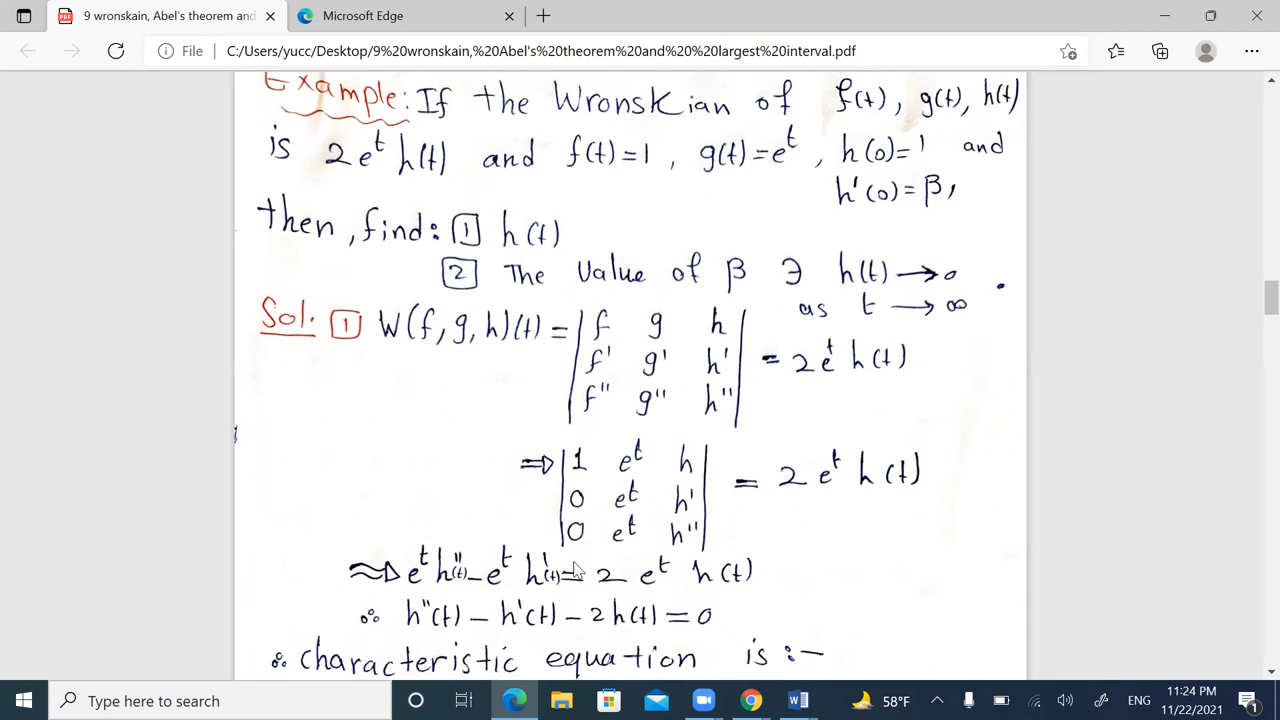 9 wronskain, Abel's theorem and
Microsoft Edge
File
C:/Users/yucc/Desktop/9%20wronskain,%20Abel's%20theorem%20and%20%20largest%20interval.pdf
Example: If the Wronskian of f(t), g(t), h(t)
is 2e^t h(t) and f(t)=1, g(t)=e^t, h(0)=1 and
h'(0)=β,
then, find: 1 h(t)
2 The Value of β ∋ h(t) → 0
as t → ∞.
Sol. 1 W(f,g,h)(t) = | f g h |
| f' g' h' | = 2e^t h(t)
| f'' g'' h'' |
⇒ | 1 e^t h | = 2 e^t h(t)
| 0 e^t h' |
| 0 e^t h'' |
⇒ e^t h''(t) - e^t h'(t) = 2 e^t h(t)
∴ h''(t) - h'(t) - 2h(t) = 0
∴ characteristic equation is :-
Type here to search
58°F
ENG
11:24 PM
11/22/2021
1